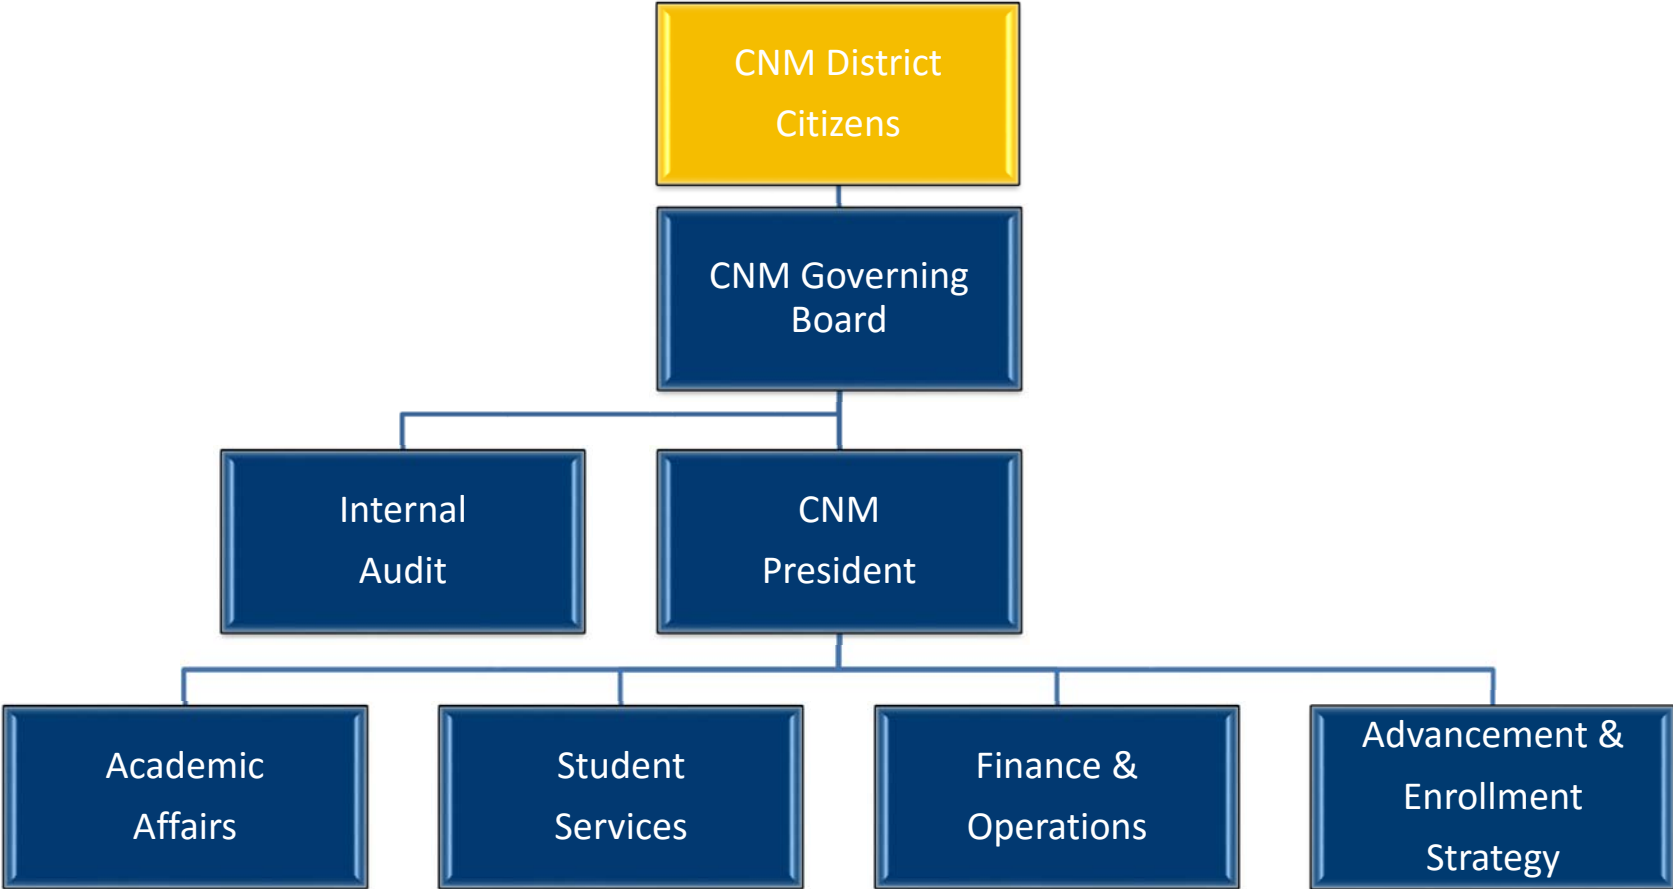 CNM District
Citizens
CNM Governing
Board
Internal
Audit
CNM
President
Academic
Affairs
Student
Services
Finance &
Operations
Advancement &
Enrollment
Strategy